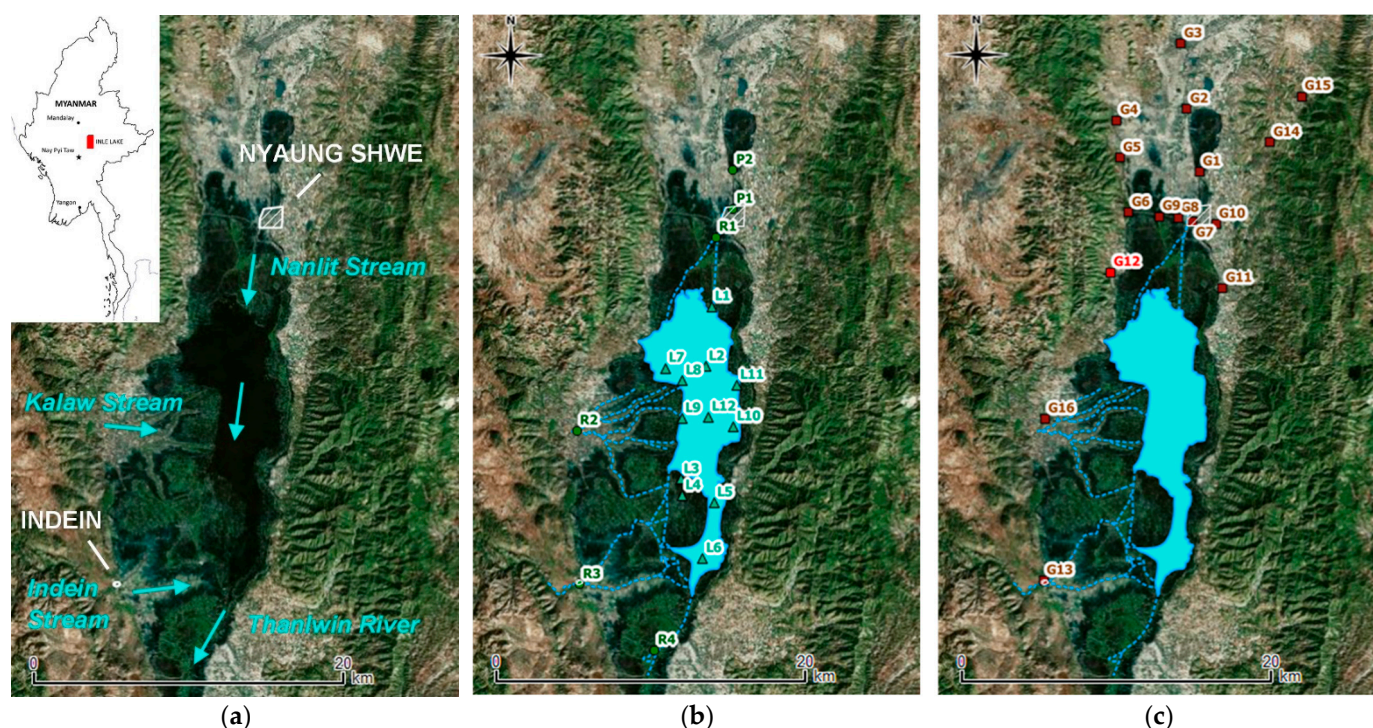 MYANMAR
Mandalay
INLE LAKE
Nay Pyi Taw
Yangon
NYAUNG SHWE
Nanlit Stream
Kalaw Stream
INDEIN
Indein
Stream
Thanlwin River
0
20
km
(a)
N
P2
P1
R1
L1
L7
L2
L8
L11
L9
L12
L10
R2
L3
L4
L5
L6
R3
R4
20
km
(b)
N
G3
G15
G4
G2
G14
G5
G1
G6
G9
G8
G10
G7
G12
G11
G16
G13
0
20
km
(c)